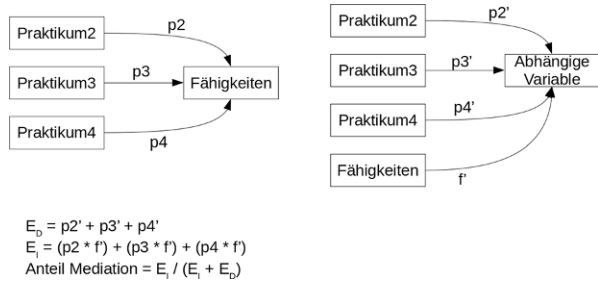 Praktikum2
p2
Praktikum3
p3
Fähigkeiten
Praktikum4
p4
Praktikum2
p2’
Praktikum3
p3’
Abhängige
Variable
Praktikum4
p4’
Fähigkeiten
f’
E_D = p2’ + p3’ + p4’
E_I = (p2 * f’) + (p3 * f’) + (p4 * f’)
Anteil Mediation = E_I / (E_I + E_D)